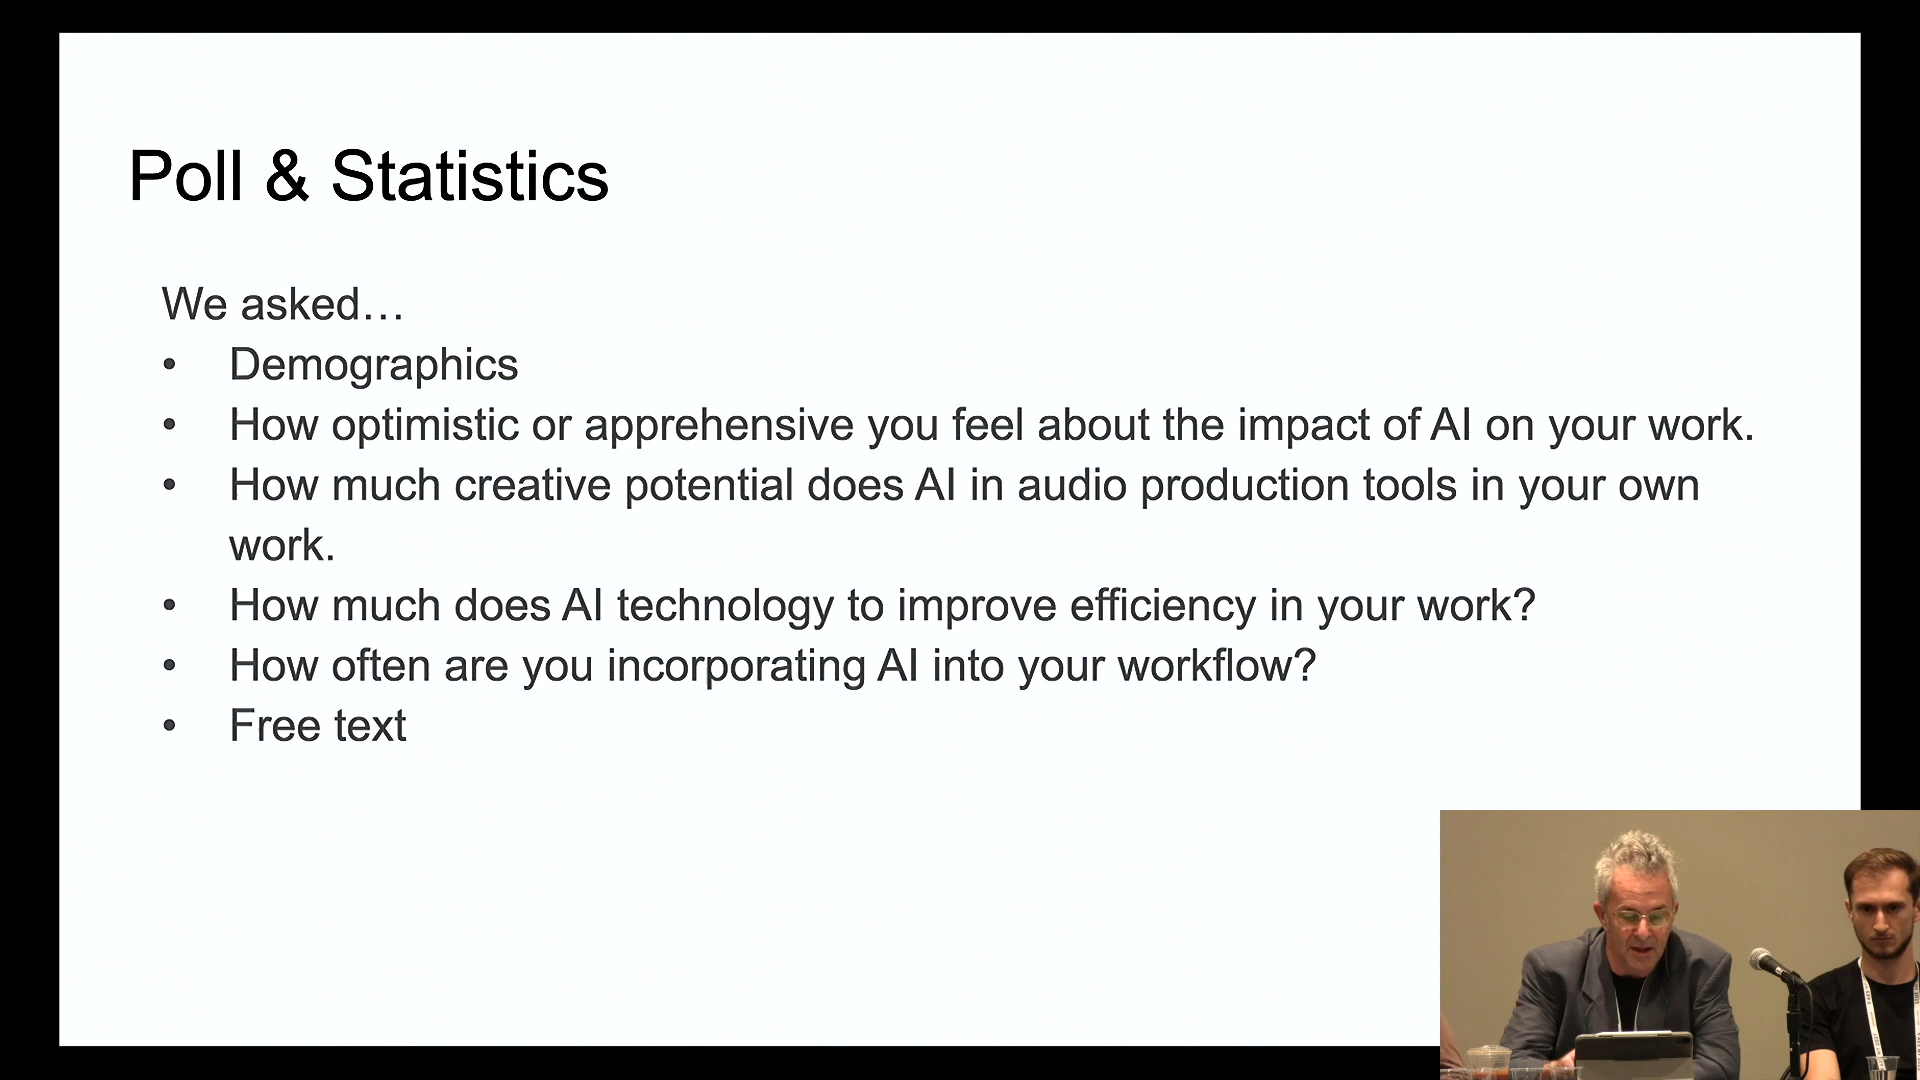 Poll & Statistics
We asked…
• Demographics
• How optimistic or apprehensive you feel about the impact of AI on your work.
• How much creative potential does AI in audio production tools in your own
work.
• How much does AI technology to improve efficiency in your work?
• How often are you incorporating AI into your workflow?
• Free text